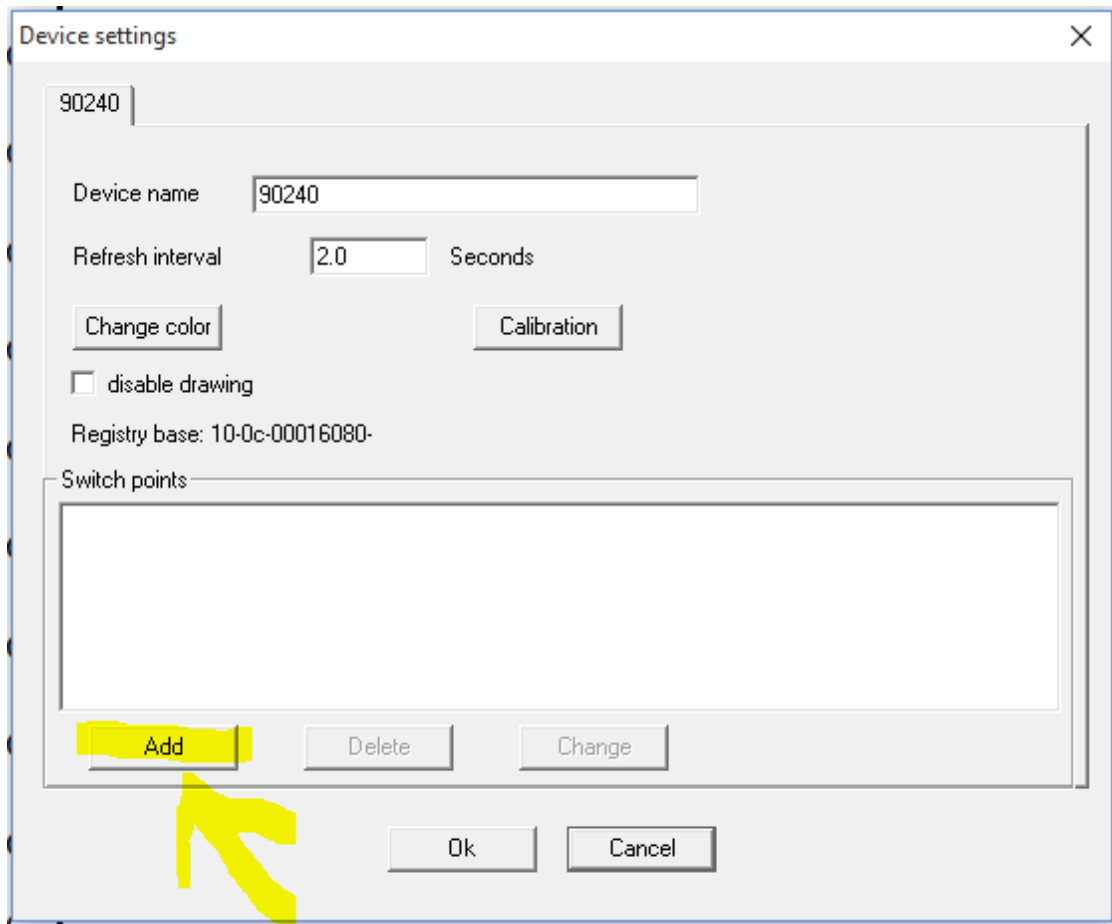 Device settings
90240
Device name 90240
Refresh interval 2.0 Seconds
Change color Calibration
disable drawing
Registry base: 10-0c-00016080-
Switch points
Add Delete Change
Ok Cancel